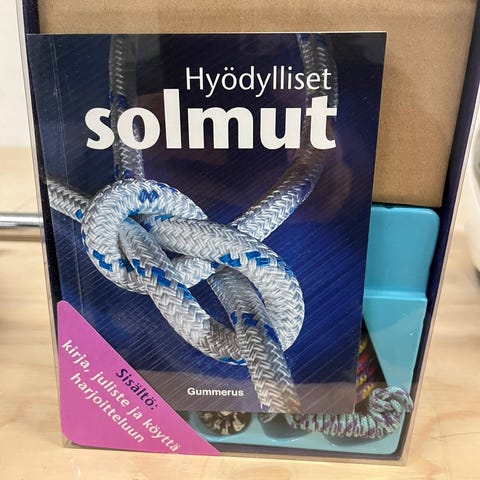 Hyödylliset
solmut
Gummerus
Sisältö:
kirja, juliste ja köyttä
harjoitteluun